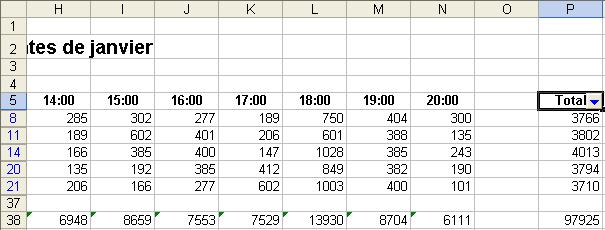 H I J K L M N O P
1
2 ntes de janvier
3
4
5 14:00 15:00 16:00 17:00 18:00 19:00 20:00 Total
8 285 302 277 189 750 404 300 3766
11 189 602 401 206 601 388 135 3802
14 166 385 400 147 1028 385 243 4013
20 135 192 385 412 849 382 190 3794
21 206 166 277 602 1003 400 101 3710
37
38 6948 8659 7553 7529 13930 8704 6111 97925